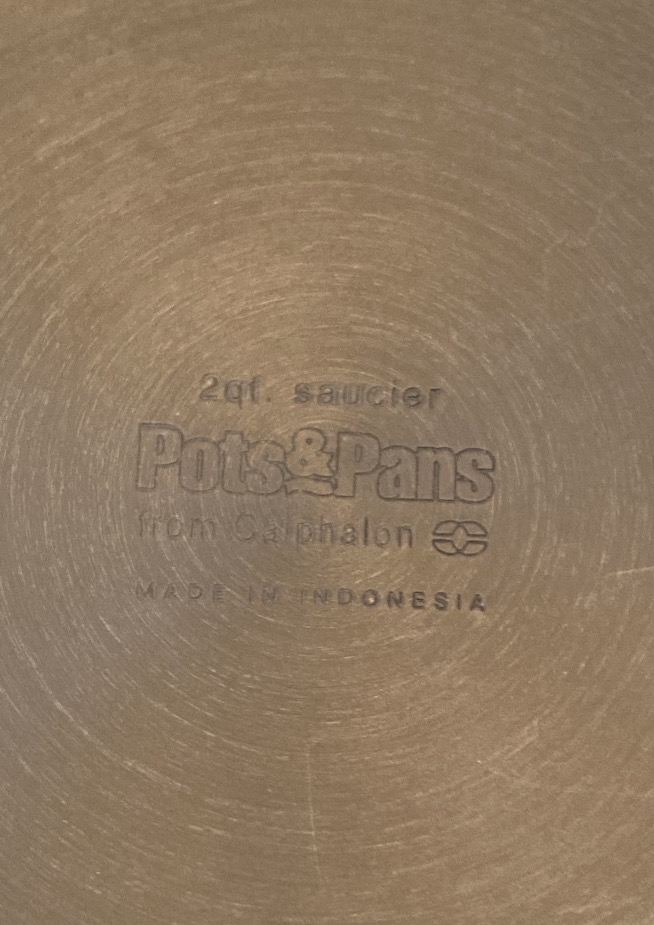 2qt. saucier
Pots&Pans
from Calphalon
MADE IN INDONESIA